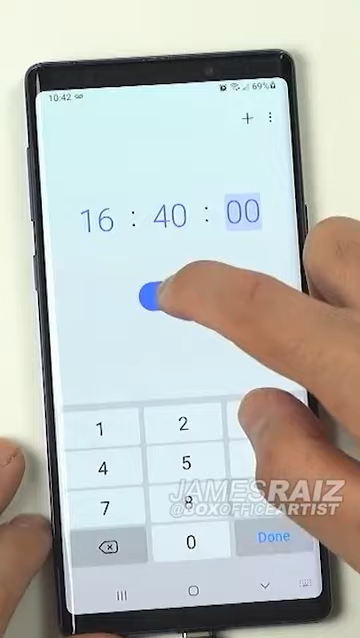 10:42
69%
+
16 : 40 : 00
1 2
4 5
7 8
0 Done
JAMESRAIZ
@BOXOFFICEARTIST